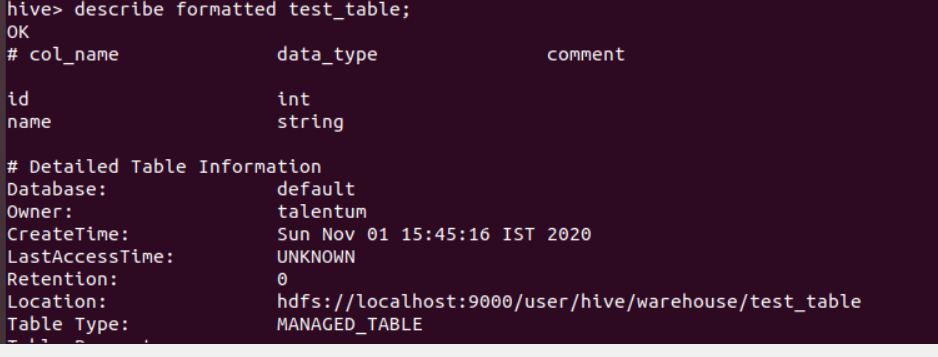 hive> describe formatted test_table;
OK
# col_name data_type comment
id int
name string
# Detailed Table Information
Database: default
Owner: talentum
CreateTime: Sun Nov 01 15:45:16 IST 2020
LastAccessTime: UNKNOWN
Retention: 0
Location: hdfs://localhost:9000/user/hive/warehouse/test_table
Table Type: MANAGED_TABLE